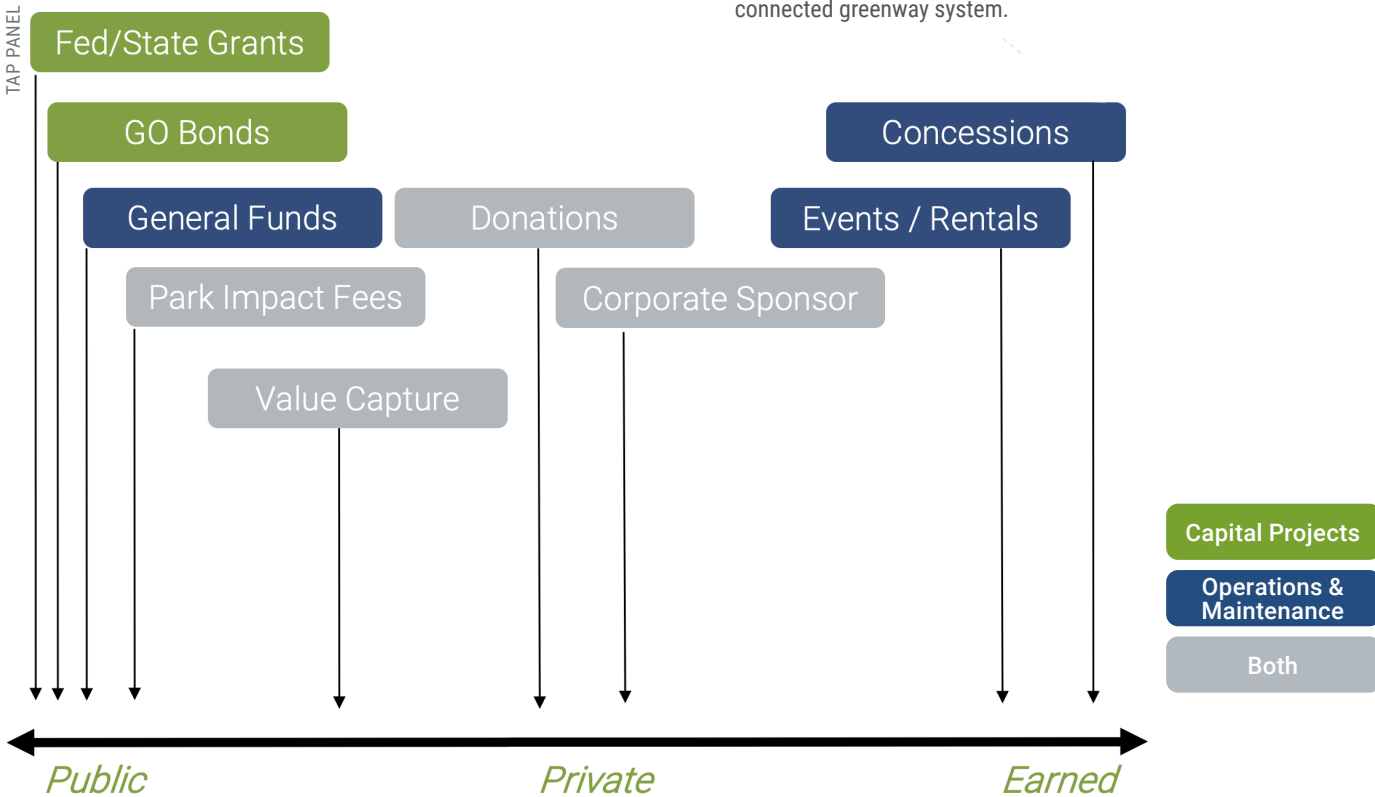 connected greenway system.
TAP PANEL
Fed/State Grants
GO Bonds
Concessions
General Funds
Donations
Events / Rentals
Park Impact Fees
Corporate Sponsor
Value Capture
Capital Projects
Operations &
Maintenance
Both
Public
Private
Earned